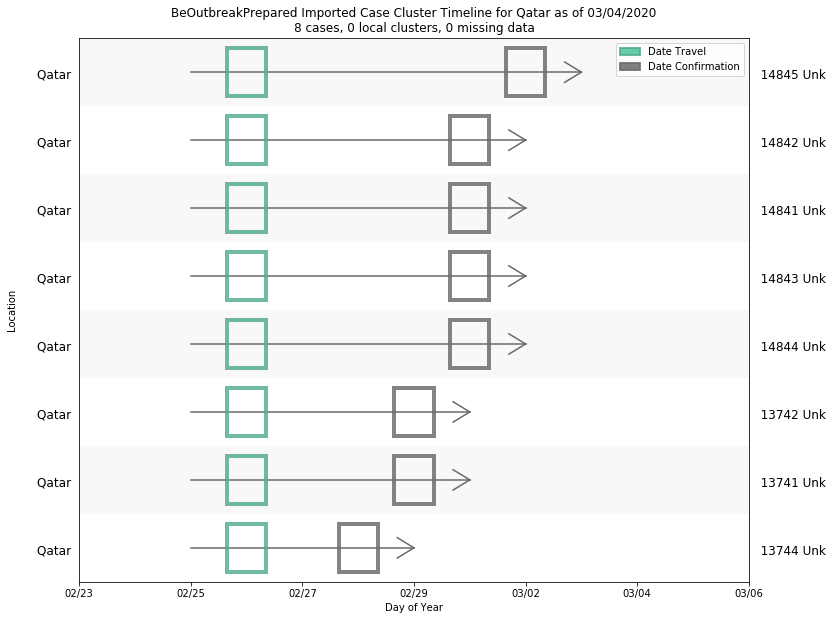 BeOutbreakPrepared Imported Case Cluster Timeline for Qatar as of 03/04/2020
8 cases, 0 local clusters, 0 missing data
Date Travel
Date Confirmation
Qatar 14845 Unk
Qatar 14842 Unk
Qatar 14841 Unk
Qatar 14843 Unk
Qatar 14844 Unk
Qatar 13742 Unk
Qatar 13741 Unk
Qatar 13744 Unk
Location
02/23 02/25 02/27 02/29 03/02 03/04 03/06
Day of Year